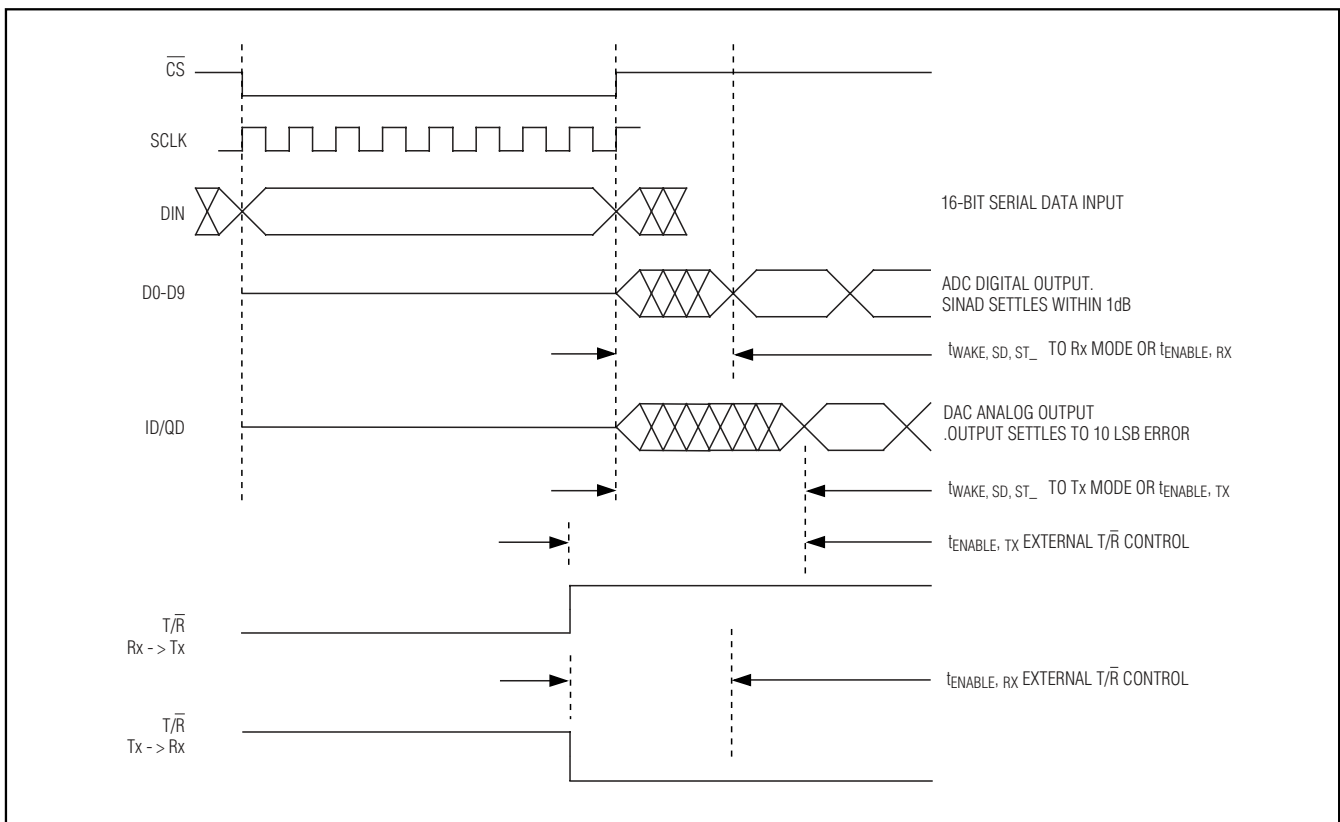 CS
SCLK
DIN
16-BIT SERIAL DATA INPUT
D0-D9
ADC DIGITAL OUTPUT.
SINAD SETTLES WITHIN 1dB
tWAKE, SD, ST_ TO Rx MODE OR tENABLE, RX
ID/QD
DAC ANALOG OUTPUT
.OUTPUT SETTLES TO 10 LSB ERROR
tWAKE, SD, ST_ TO Tx MODE OR tENABLE, TX
tENABLE, TX EXTERNAL T/R̅ CONTROL
T/R̅
Rx - > Tx
tENABLE, RX EXTERNAL T/R̅ CONTROL
T/R̅
Tx - > Rx